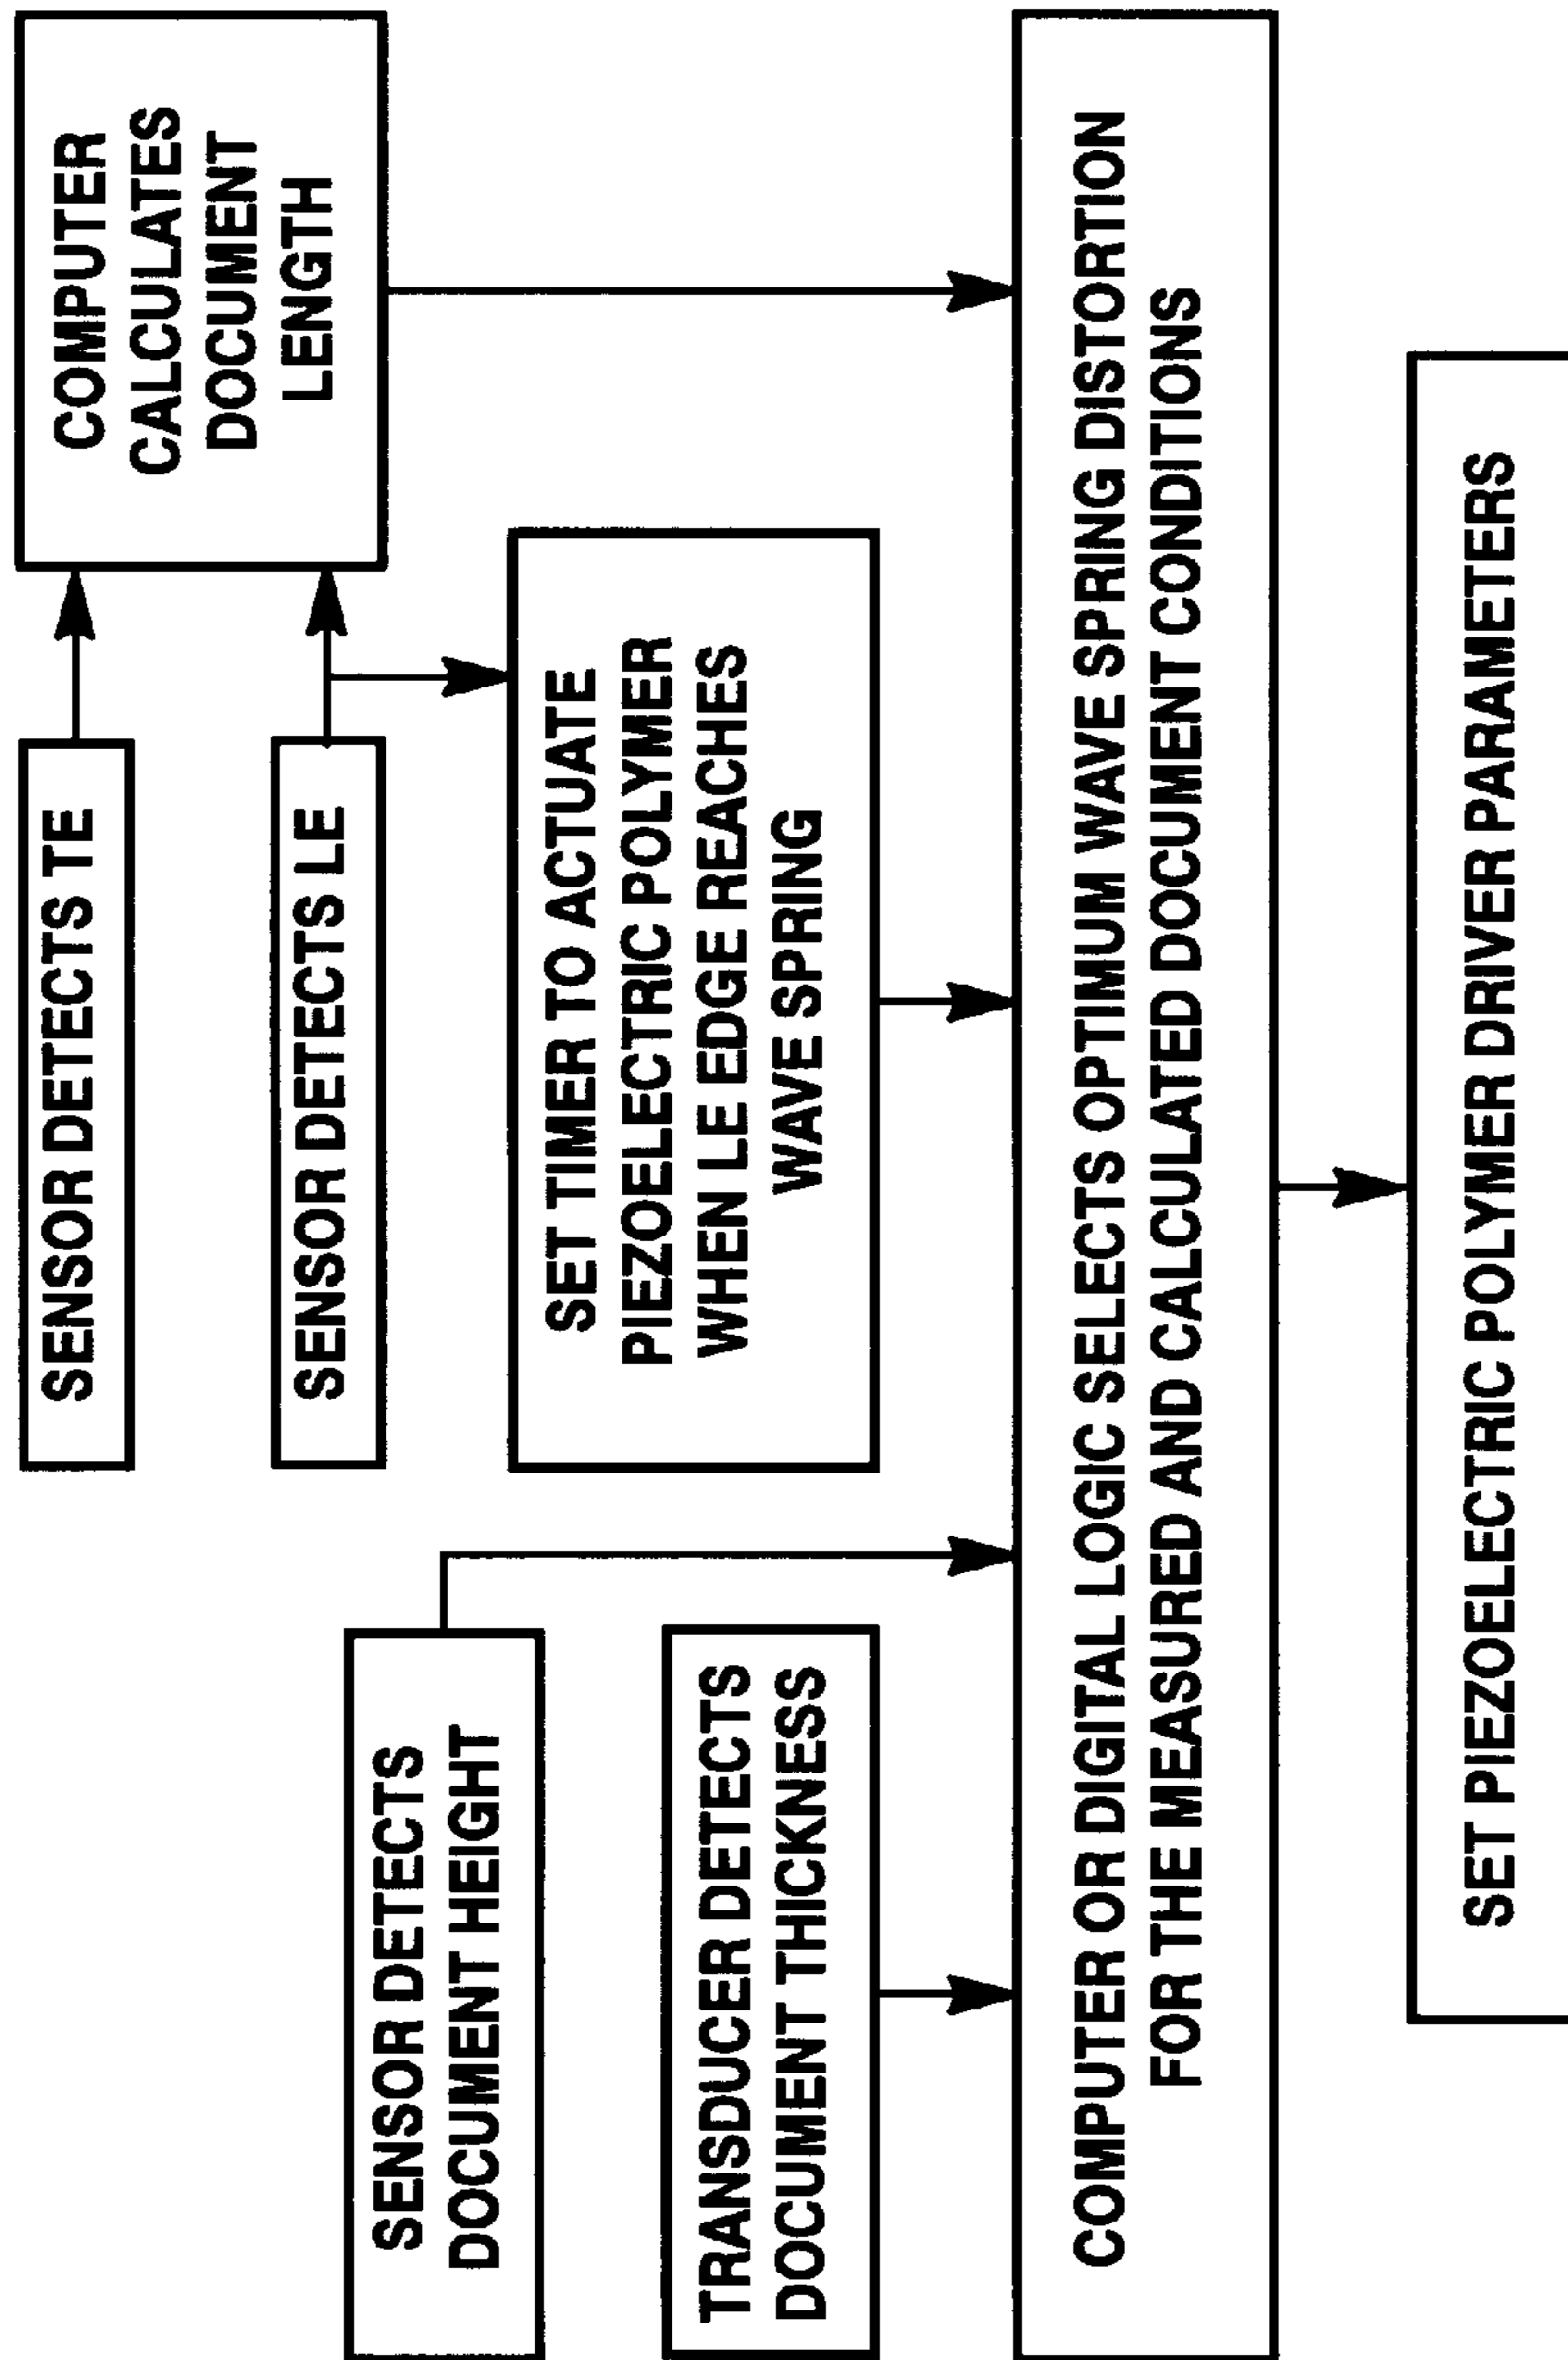 SENSOR DETECTS TE
COMPUTER
CALCULATES
DOCUMENT
LENGTH
SENSOR DETECTS LE
SENSOR DETECTS
DOCUMENT HEIGHT
SET TIMER TO ACTUATE
PIEZOELECTRIC POLYMER
WHEN LE EDGE REACHES
WAVE SPRING
TRANSDUCER DETECTS
DOCUMENT THICKNESS
COMPUTER OR DIGITAL LOGIC SELECTS OPTIMUM WAVE SPRING DISTORTION
FOR THE MEASURED AND CALCULATED DOCUMENT CONDITIONS
SET PIEZOELECTRIC POLYMER DRIVER PARAMETERS